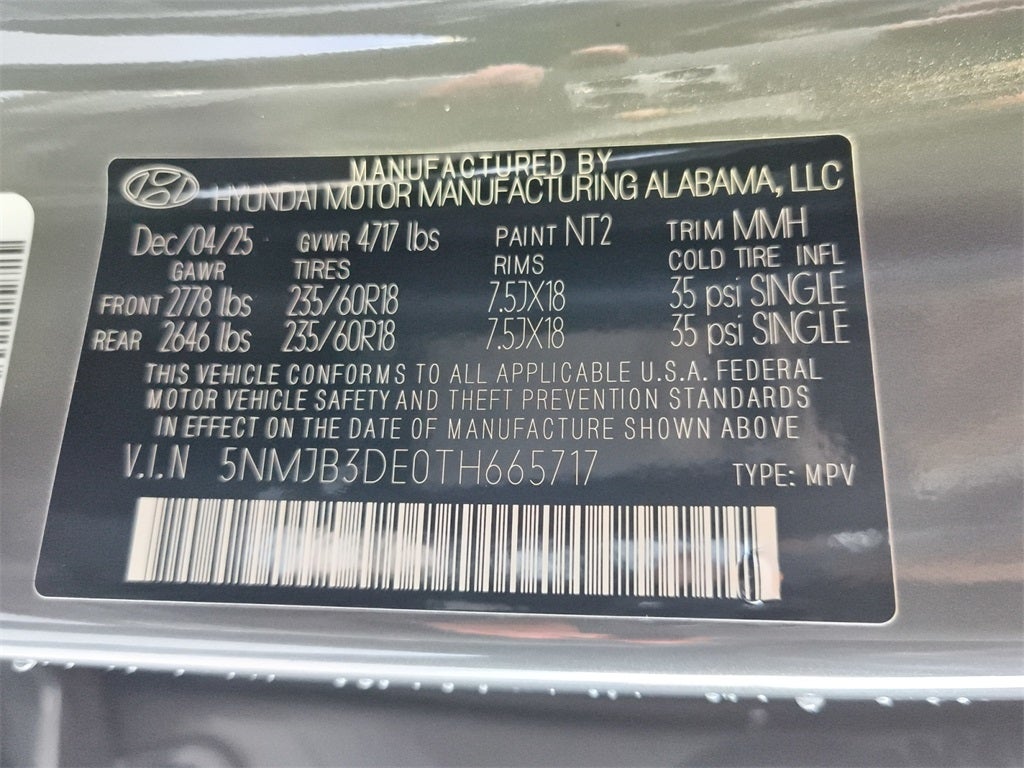 MANUFACTURED BY
HYUNDAI MOTOR MANUFACTURING ALABAMA, LLC
Dec/04/25 GVWR 4717 lbs PAINT NT2 TRIM MMH
GAWR TIRES RIMS COLD TIRE INFL
FRONT 2778 lbs 235/60R18 7.5JX18 35 psi SINGLE
REAR 2646 lbs 235/60R18 7.5JX18 35 psi SINGLE
THIS VEHICLE CONFORMS TO ALL APPLICABLE U.S.A. FEDERAL
MOTOR VEHICLE SAFETY AND THEFT PREVENTION STANDARDS
IN EFFECT ON THE DATE OF MANUFACTURE SHOWN ABOVE
V.I.N 5NMJB3DE0TH665717 TYPE: MPV